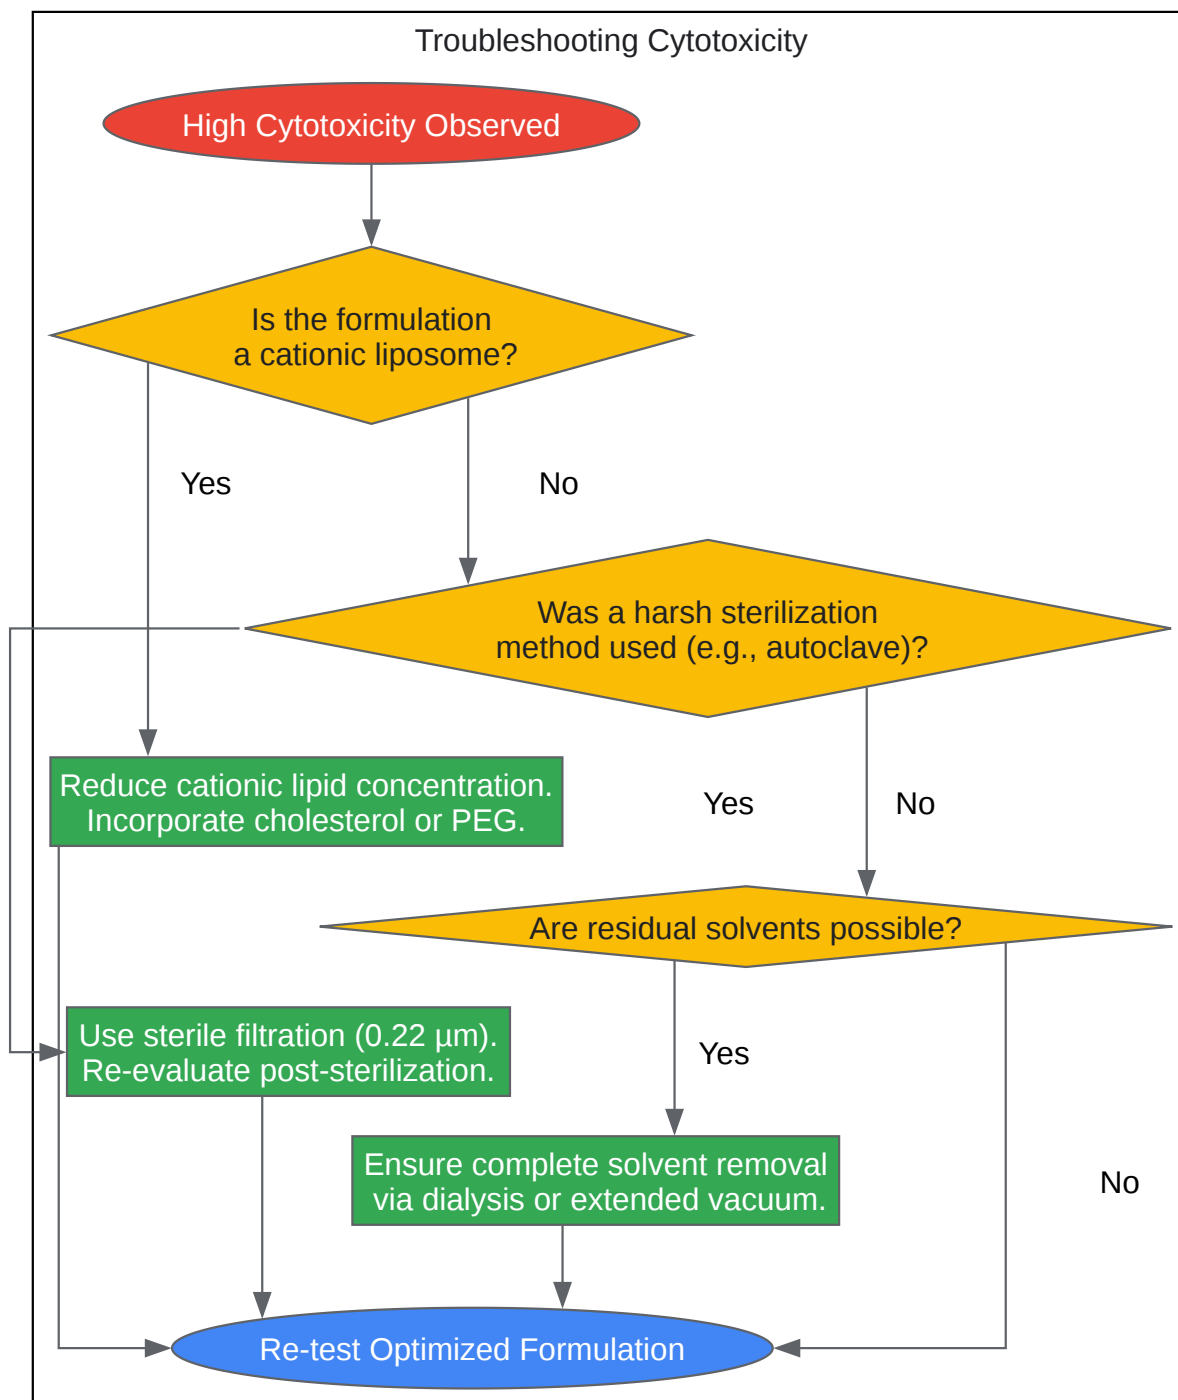 Troubleshooting Cytotoxicity
High Cytotoxicity Observed
Is the formulation
a cationic liposome?
Yes
No
Was a harsh sterilization
method used (e.g., autoclave)?
Reduce cationic lipid concentration.
Incorporate cholesterol or PEG.
Yes
No
Are residual solvents possible?
Use sterile filtration (0.22 µm).
Re-evaluate post-sterilization.
Yes
Ensure complete solvent removal
via dialysis or extended vacuum.
No
Re-test Optimized Formulation